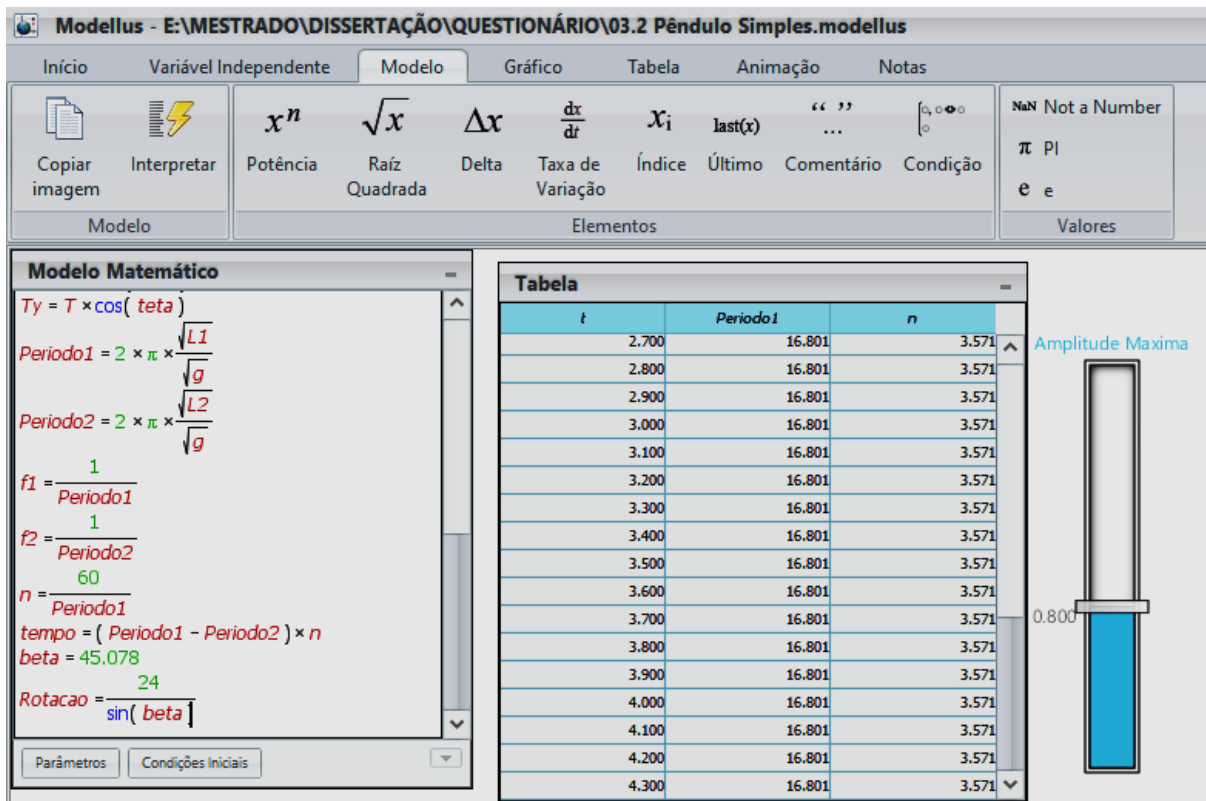 Modellus - E:\MESTRADO\DISSERTAÇÃO\QUESTIONÁRIO\03.2 Pêndulo Simples.modellus
Início Variável Independente Modelo Gráfico Tabela Animação Notas
xⁿ √x Δx dx/dt xi last(x) “ ” ...
NaN Not a Number
π PI
e e
Copiar imagem Interpretar Potência Raíz Quadrada Delta Taxa de Variação Índice Último Comentário Condição
Modelo Elementos Valores
Modelo Matemático
Ty = T × cos( teta )
Periodo1 = 2 × π × √L1 / √g
Periodo2 = 2 × π × √L2 / √g
f1 = 1 / Periodo1
f2 = 1 / Periodo2
n = 60 / Periodo1
tempo = ( Periodo1 - Periodo2 ) × n
beta = 45.078
Rotacao = 24 / sin( beta )
Parâmetros Condições Iniciais
Tabela
t Periodo1 n
2.700 16.801 3.571
2.800 16.801 3.571
2.900 16.801 3.571
3.000 16.801 3.571
3.100 16.801 3.571
3.200 16.801 3.571
3.300 16.801 3.571
3.400 16.801 3.571
3.500 16.801 3.571
3.600 16.801 3.571
3.700 16.801 3.571
3.800 16.801 3.571
3.900 16.801 3.571
4.000 16.801 3.571
4.100 16.801 3.571
4.200 16.801 3.571
4.300 16.801 3.571
Amplitude Maxima
0.800